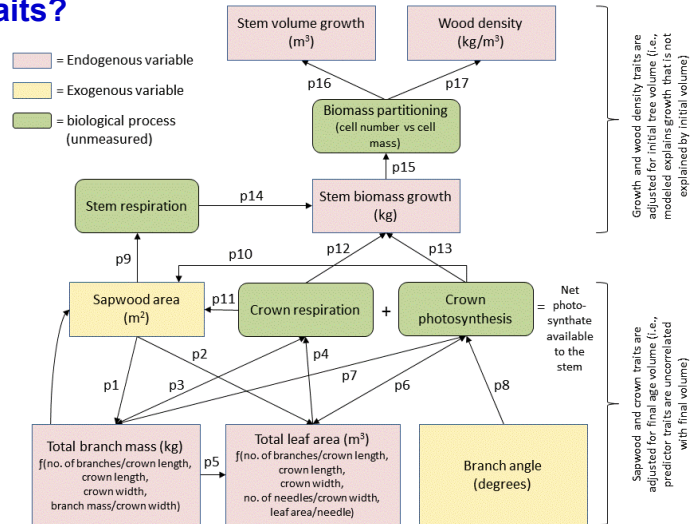 aits?
= Endogenous variable
= Exogenous variable
= biological process
(unmeasured)
Stem volume growth
(m³)
Wood density
(kg/m³)
p16
p17
Biomass partitioning
(cell number vs cell
mass)
p15
Stem respiration
p14
Stem biomass growth
(kg)
p9
p10
p12
p13
Sapwood area
(m²)
p11
Crown respiration
+
Crown
photosynthesis
=
Net
photo-
synthate
available
to the
stem
p1
p2
p3
p4
p7
p6
p8
Total branch mass (kg)
ƒ(no. of branches/crown length,
crown length,
crown width,
branch mass/crown width)
p5
Total leaf area (m³)
ƒ(no. of branches/crown length,
crown length,
crown width,
no. of needles/crown width,
leaf area/needle)
Branch angle
(degrees)
Growth and wood density traits are
adjusted for initial tree volume (i.e.,
modeled explains growth that is not
explained by initial volume)
Sapwood and crown traits are
adjusted for final age volume (i.e.,
predictor traits are uncorrelated
with final volume)